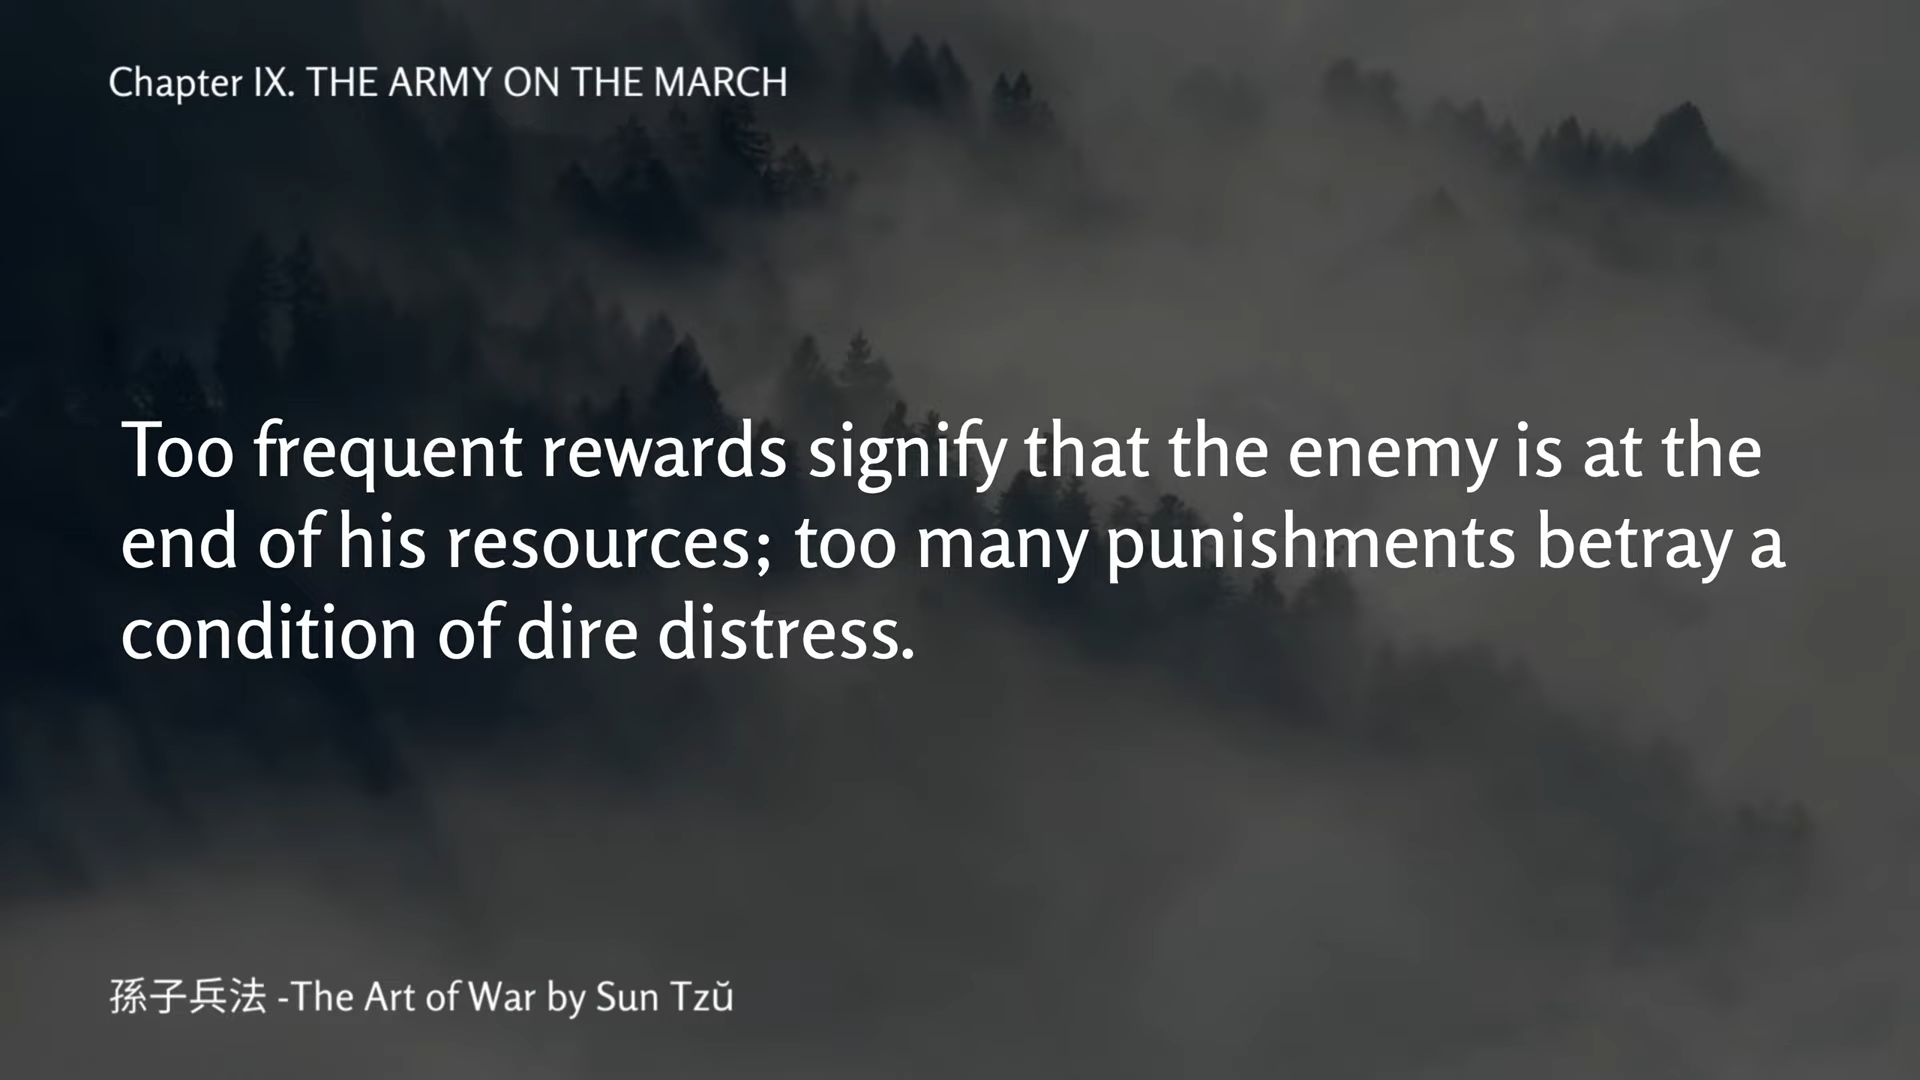 Chapter IX. THE ARMY ON THE MARCH
Too frequent rewards signify that the enemy is at the
end of his resources; too many punishments betray a
condition of dire distress.
孫子兵法 -The Art of War by Sun Tzŭ